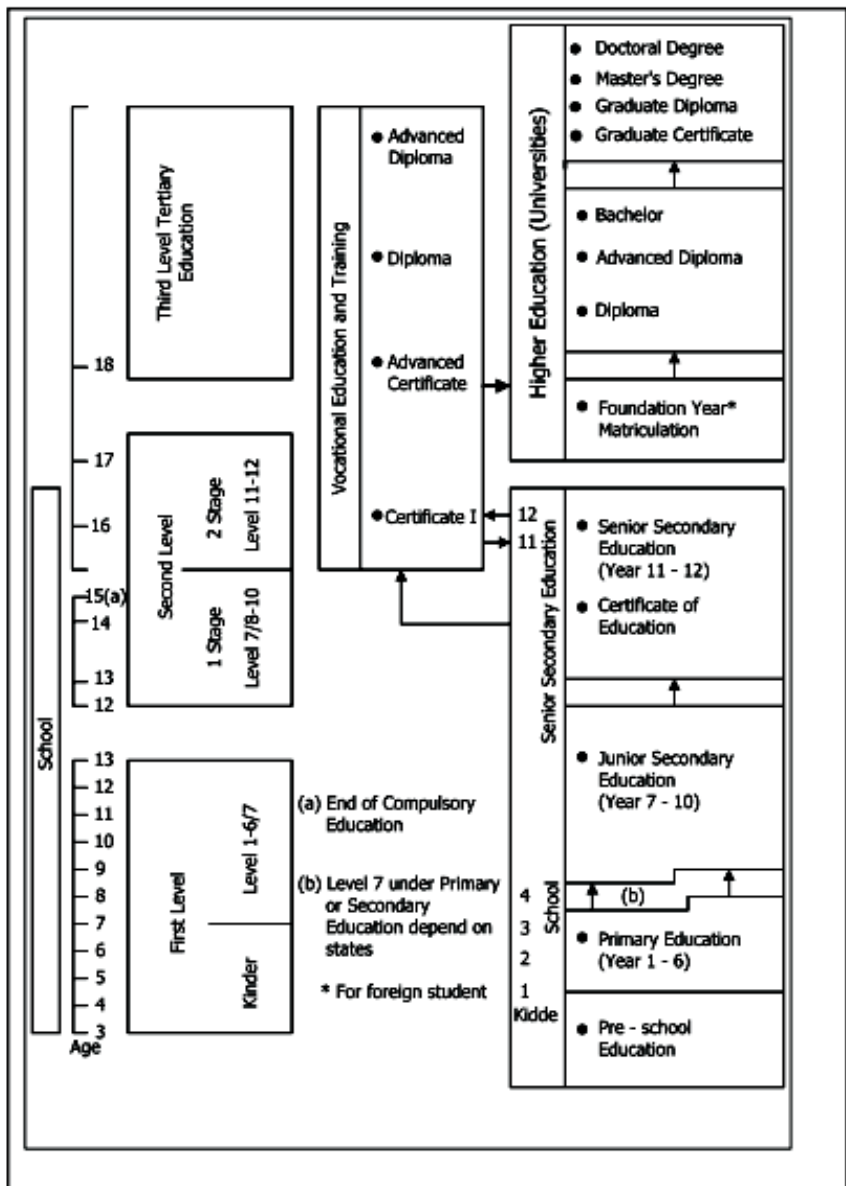 School
18
17
16
15(a)
14
13
12
13
12
11
10
9
8
7
6
5
4
3
Age
Third Level Tertiary
Education
Second Level
2 Stage
Level 11-12
1 Stage
Level 7/8-10
First Level
Level 1-6/7
Kinder
(a) End of Compulsory
Education
(b) Level 7 under Primary
or Secondary
Education depend on
states
* For foreign student
Vocational Education and Training
Advanced
Diploma
Diploma
Advanced
Certificate
Certificate I
Higher Education (Universities)
Doctoral Degree
Master's Degree
Graduate Diploma
Graduate Certificate
Bachelor
Advanced Diploma
Diploma
Foundation Year*
Matriculation
12
11
Senior Secondary Education
4
3
2
1
School
Kidde
Senior Secondary
Education
(Year 11 - 12)
Certificate of
Education
Junior Secondary
Education
(Year 7 - 10)
(b)
Primary Education
(Year 1 - 6)
Pre - school
Education